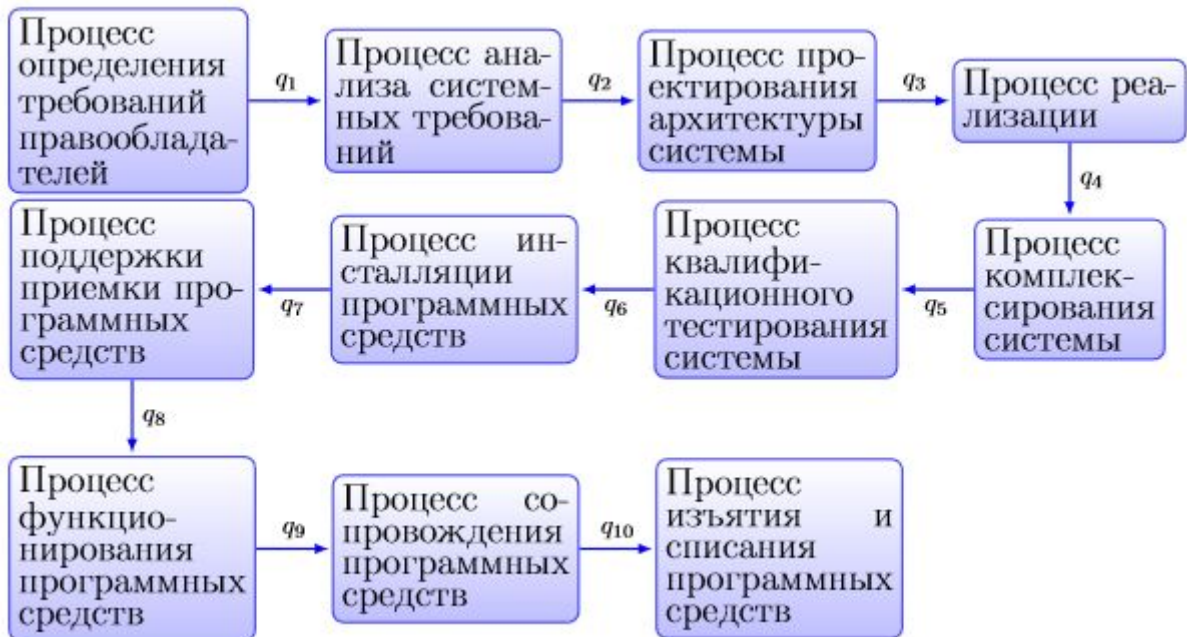 Процесс
определения
требований
правооблада-
телей
q1
Процесс ана-
лиза систем-
ных требова-
ний
q2
Процесс про-
ектирования
архитектуры
системы
q3
Процесс реа-
лизации
q4
Процесс
комплек-
сирования
системы
q5
Процесс
квалифи-
кационного
тестирования
системы
q6
Процесс ин-
сталляции
программных
средств
q7
Процесс
поддержки
приемки про-
граммных
средств
q8
Процесс
функцио-
нирования
программных
средств
q9
Процесс со-
провождения
программных
средств
q10
Процесс
изъятия и
списания
программных
средств